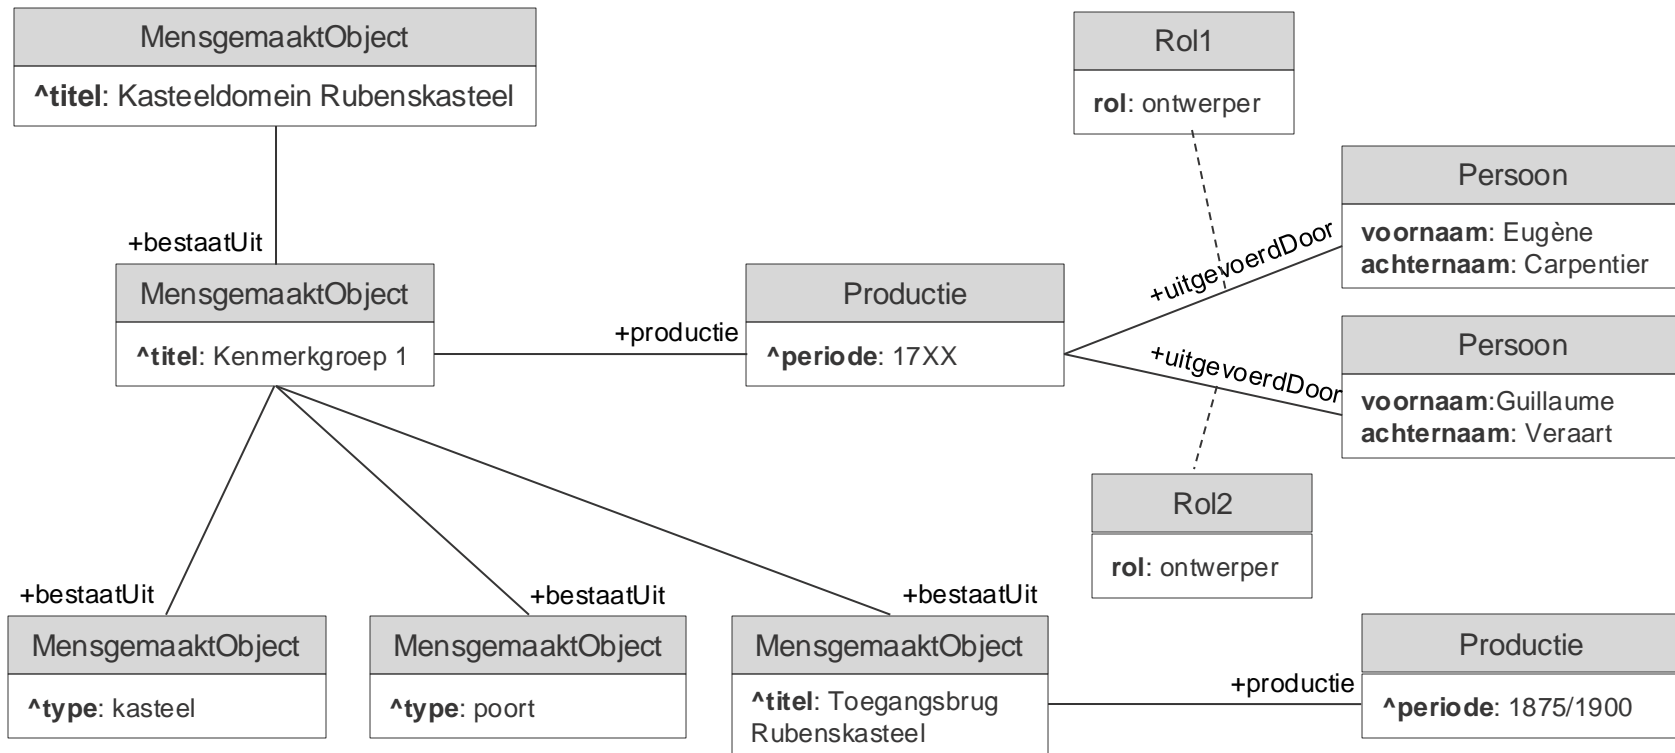 MensgemaaktObject
^titel: Kasteeldomein Rubenskasteel
Rol1
rol: ontwerper
Persoon
voornaam: Eugène
achternaam: Carpentier
+bestaatUit
+uitgevoerdDoor
MensgemaaktObject
^titel: Kenmerkgroep 1
+productie
Productie
^periode: 17XX
+uitgevoerdDoor
Persoon
voornaam:Guillaume
achternaam: Veraart
Rol2
rol: ontwerper
+bestaatUit
MensgemaaktObject
^type: kasteel
+bestaatUit
MensgemaaktObject
^type: poort
+bestaatUit
MensgemaaktObject
^titel: Toegangsbrug
Rubenskasteel
+productie
Productie
^periode: 1875/1900